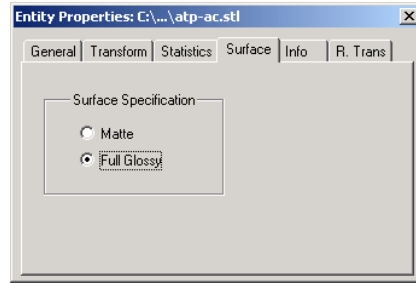 Entity Properties: C:\...\atp-ac.stl
General Transform Statistics Surface Info R. Trans
Surface Specification
Matte
Full Glossy